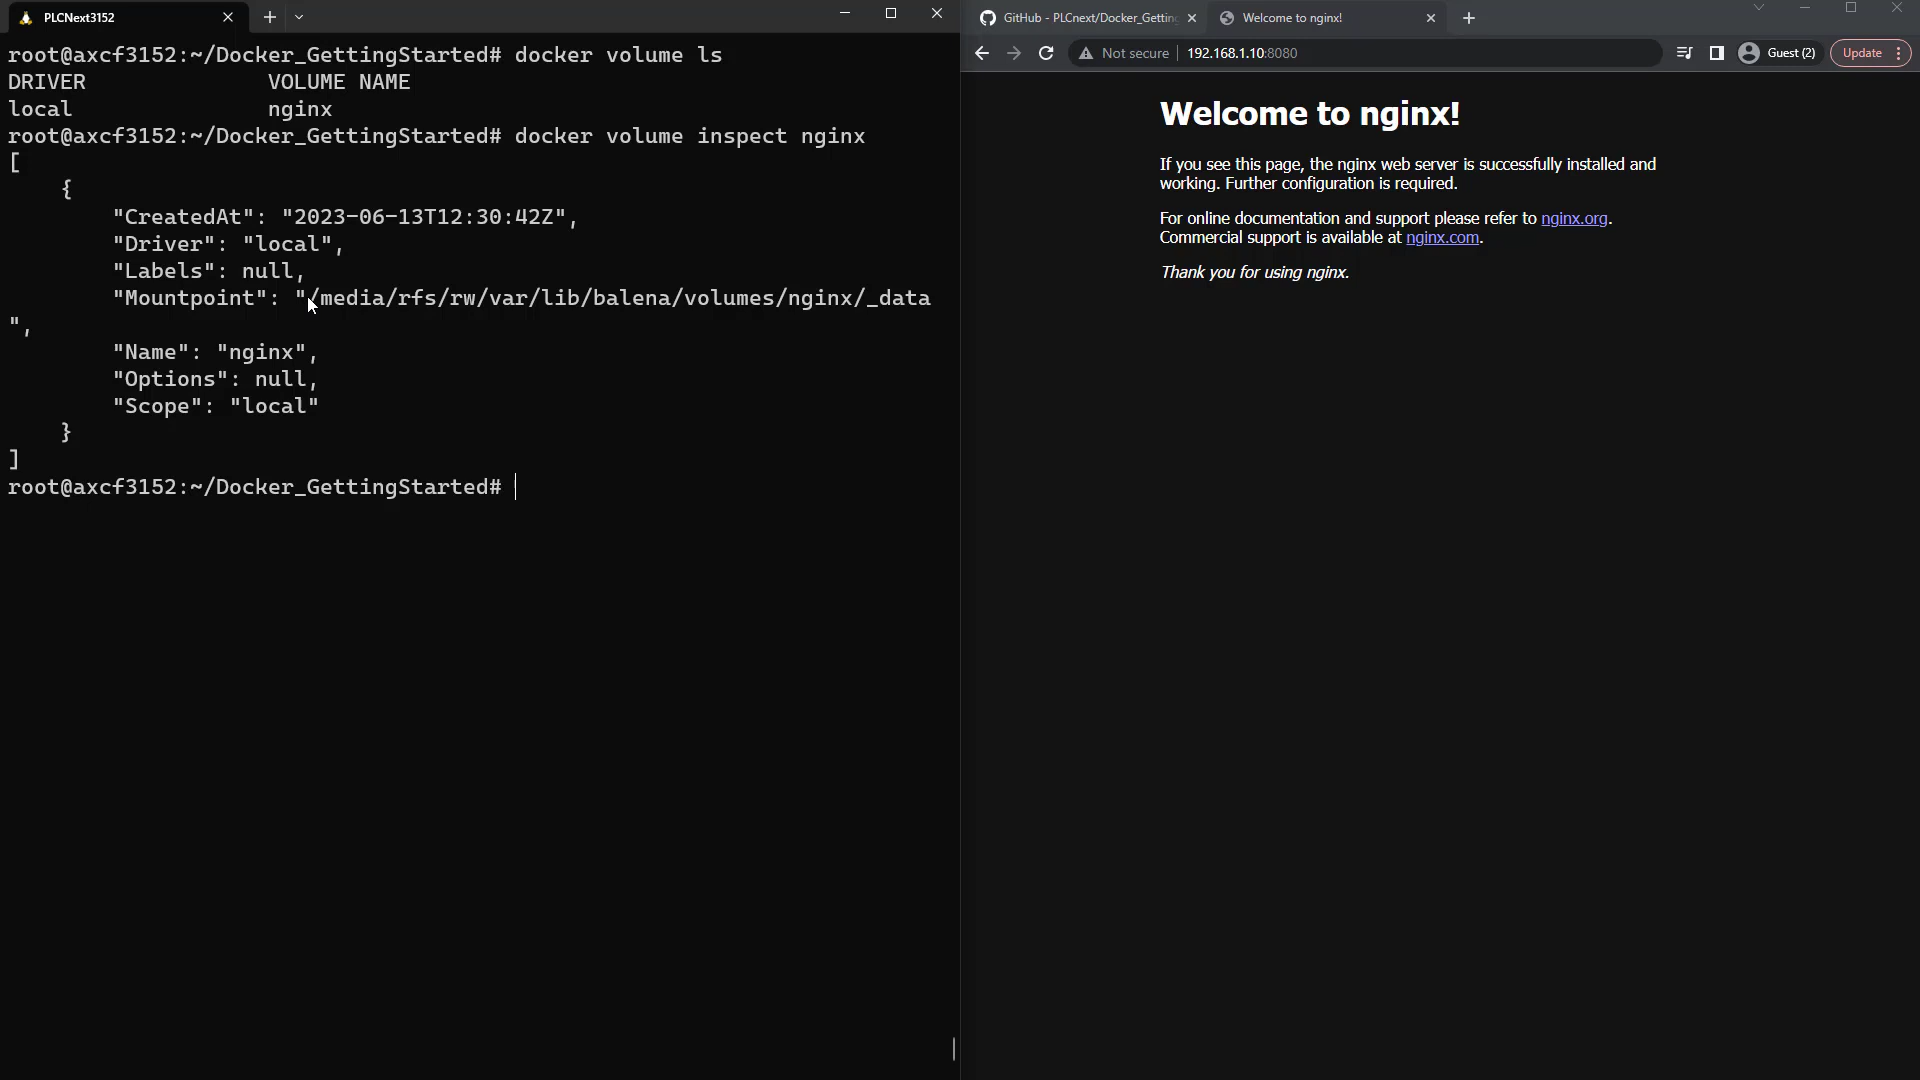 PLCNext3152
root@axcf3152:~/Docker_GettingStarted# docker volume ls
DRIVER              VOLUME NAME
local               nginx
root@axcf3152:~/Docker_GettingStarted# docker volume inspect nginx
[
    {
        "CreatedAt": "2023-06-13T12:30:42Z",
        "Driver": "local",
        "Labels": null,
        "Mountpoint": "/media/rfs/rw/var/lib/balena/volumes/nginx/_data
",
        "Name": "nginx",
        "Options": null,
        "Scope": "local"
    }
]
root@axcf3152:~/Docker_GettingStarted#
GitHub - PLCnext/Docker_Getting
Welcome to nginx!
Not secure
192.168.1.10:8080
Guest (2)
Update
Welcome to nginx!
If you see this page, the nginx web server is successfully installed and
working. Further configuration is required.
For online documentation and support please refer to nginx.org.
Commercial support is available at nginx.com.
Thank you for using nginx.